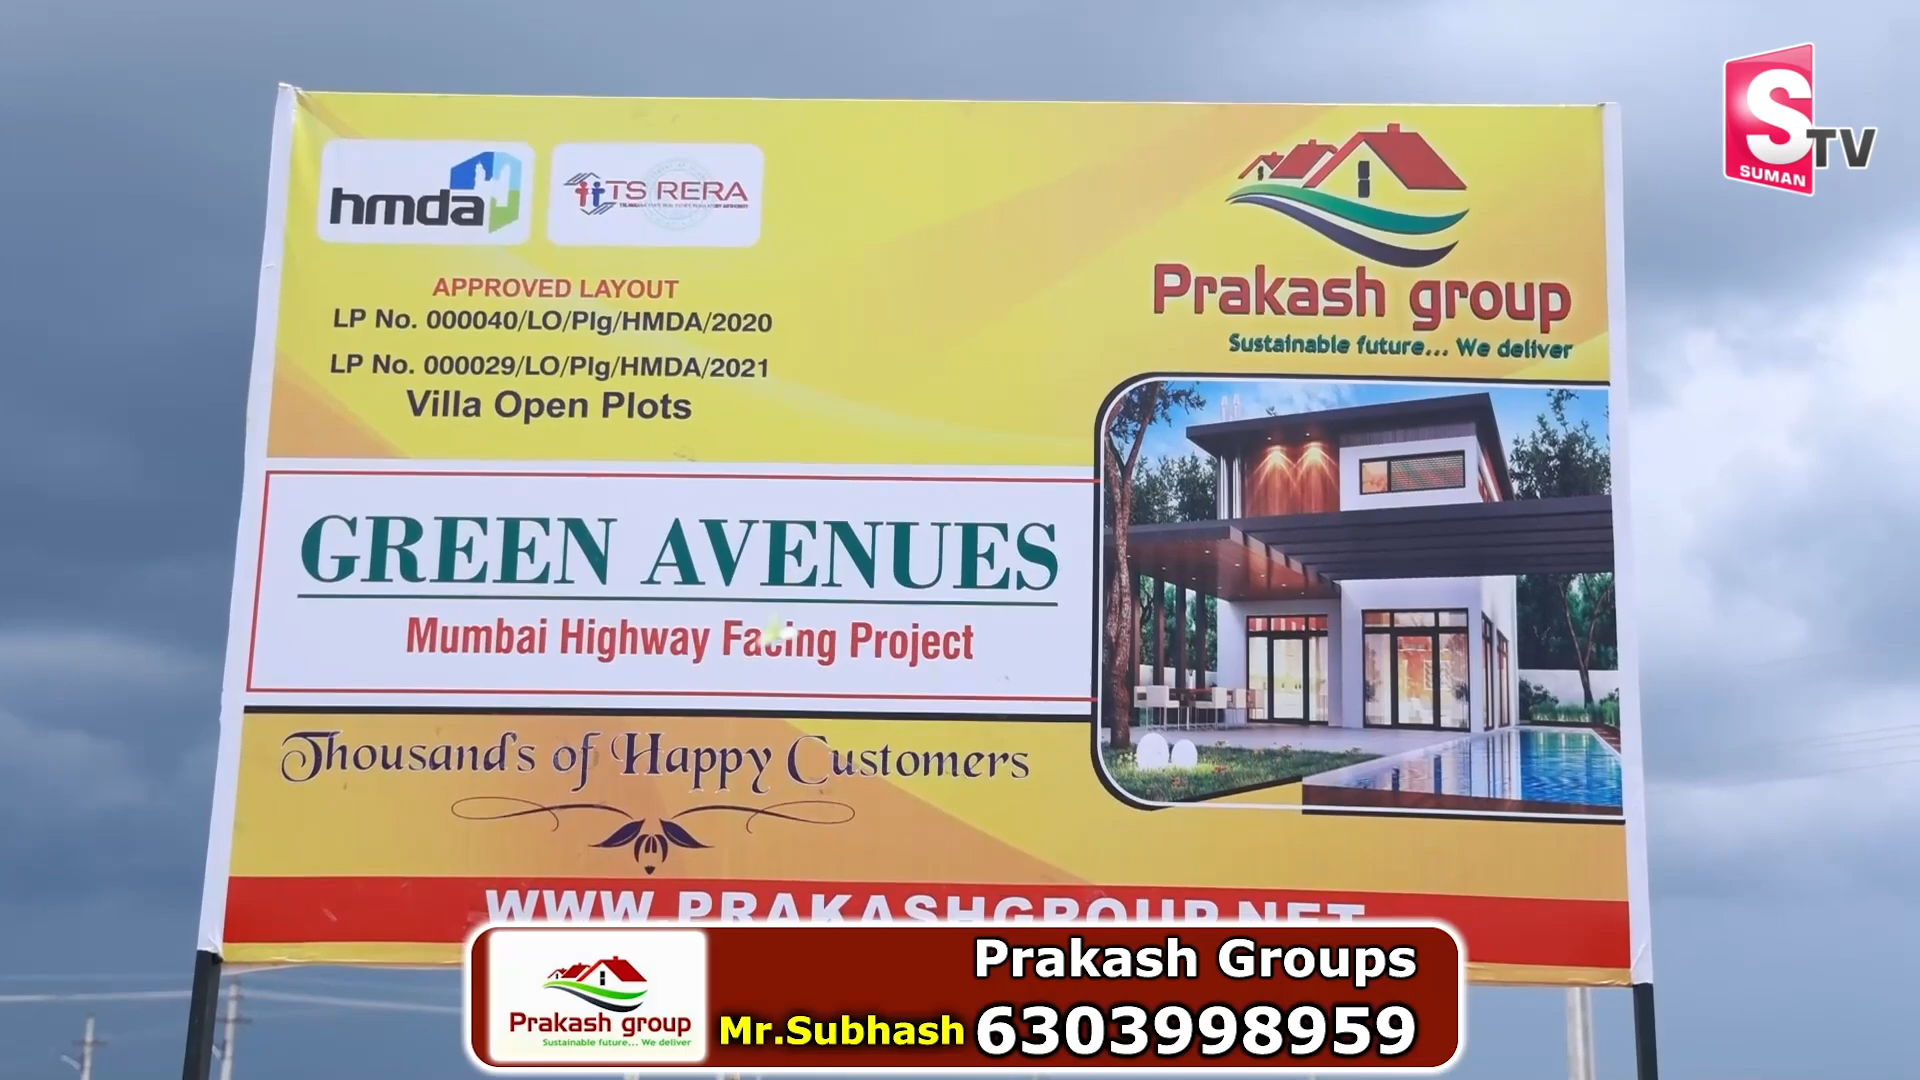 S
TV
SUMAN
hmda
TS RERA
APPROVED LAYOUT
LP No. 000040/LO/Plg/HMDA/2020
LP No. 000029/LO/Plg/HMDA/2021
Villa Open Plots
Prakash group
Sustainable future... We deliver
GREEN AVENUES
Mumbai Highway Facing Project
Thousand's of Happy Customers
WWW.PRAKASHGROUP.NET
Prakash group
Sustainable future... We deliver
Prakash Groups
Mr.Subhash 6303998959